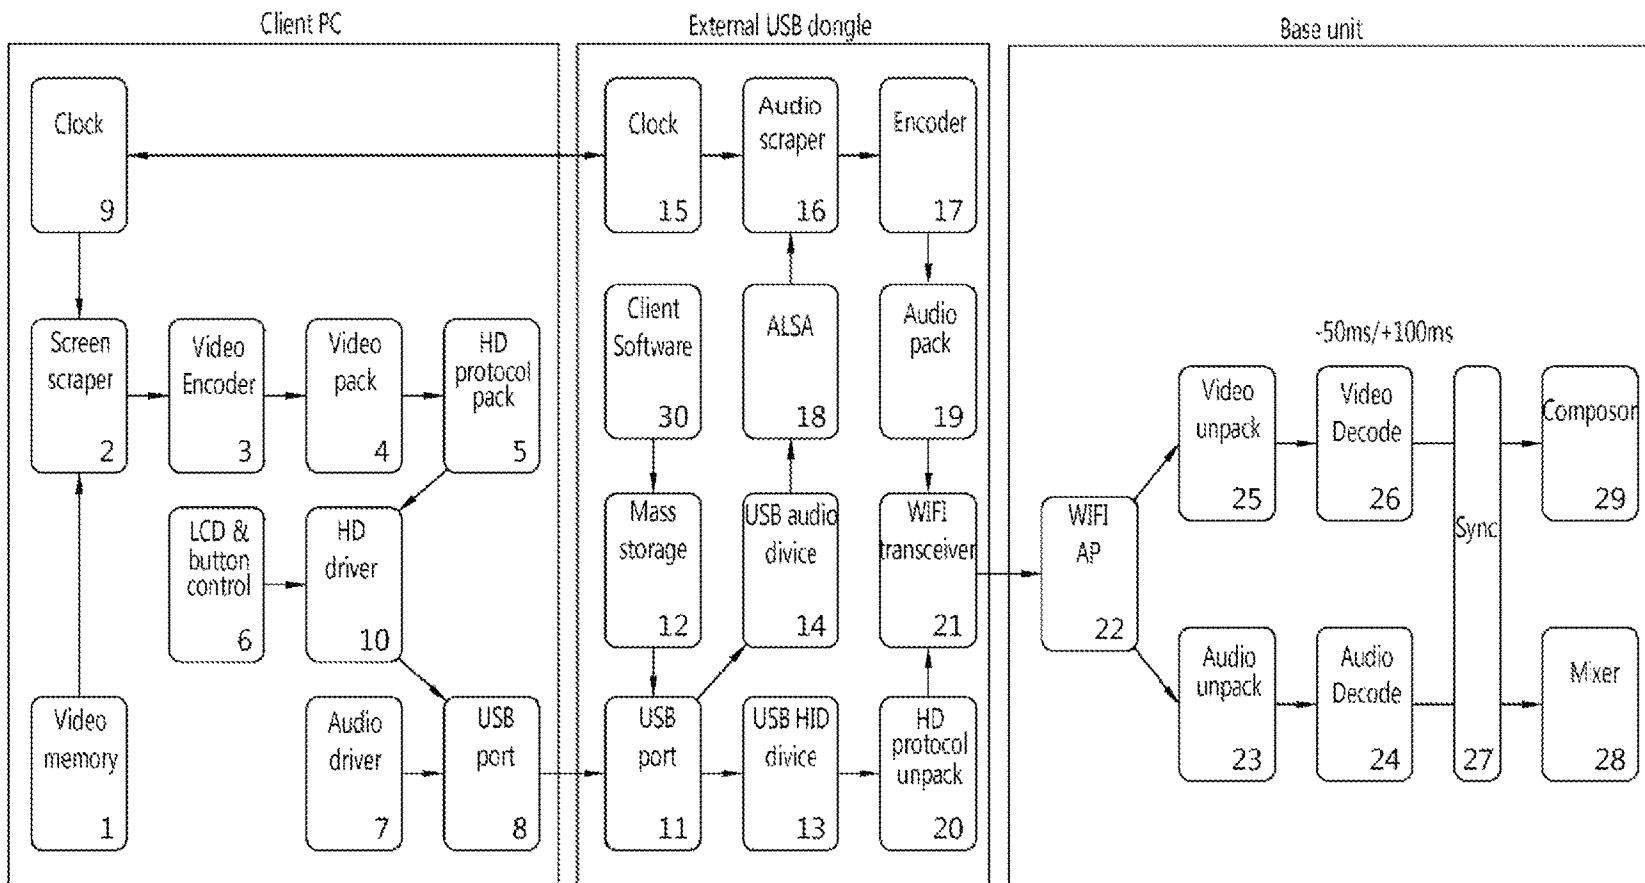 Client PC
External USB dongle
Base unit
Clock
9
Clock
15
Audio
scraper
16
Encoder
17
Screen
scraper
2
Video
Encoder
3
Video
pack
4
HD
protocol
pack
5
Client
Software
30
ALSA
18
Audio
pack
19
-50ms/+100ms
Video
unpack
25
Video
Decode
26
Sync
27
Composor
29
LCD &
button
control
6
HD
driver
10
Mass
storage
12
USB audio
divice
14
WIFI
transceiver
21
WIFI
AP
22
Audio
unpack
23
Audio
Decode
24
Mixer
28
Video
memory
1
Audio
driver
7
USB
port
8
USB
port
11
USB HID
divice
13
HD
protocol
unpack
20